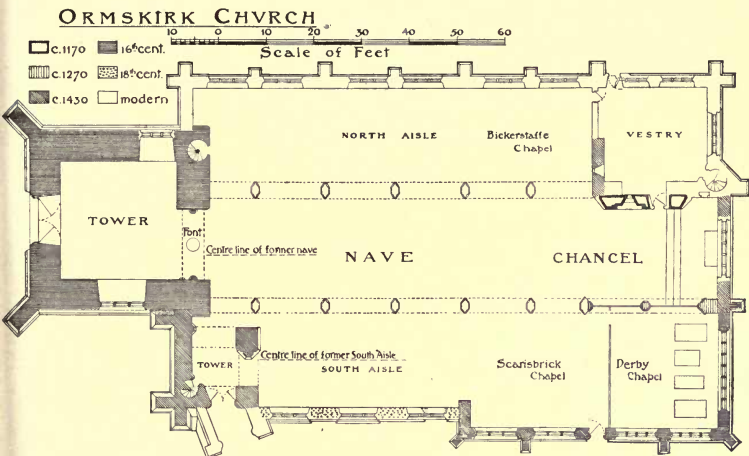 ORMSKIRK CHVRCH
10 0 10 20 30 40 50 60
Scale of Feet
c.1170
16th cent.
c.1270
18th cent.
c.1430
modern
NORTH AISLE
Bickerstaffe
Chapel
VESTRY
TOWER
Font
Centre line of former nave
NAVE
CHANCEL
TOWER
Centre line of former South Aisle
SOUTH AISLE
Scarisbrick
Chapel
Derby
Chapel